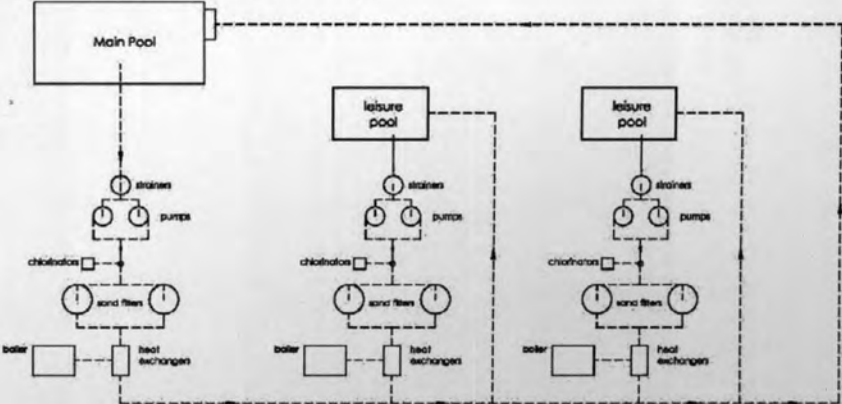 Main Pool
strainers
pumps
chlorinators
sand filters
boiler
heat
exchangers
leisure
pool
strainers
pumps
chlorinators
sand filters
boiler
heat
exchangers
leisure
pool
strainers
pumps
chlorinators
sand filters
boiler
heat
exchangers